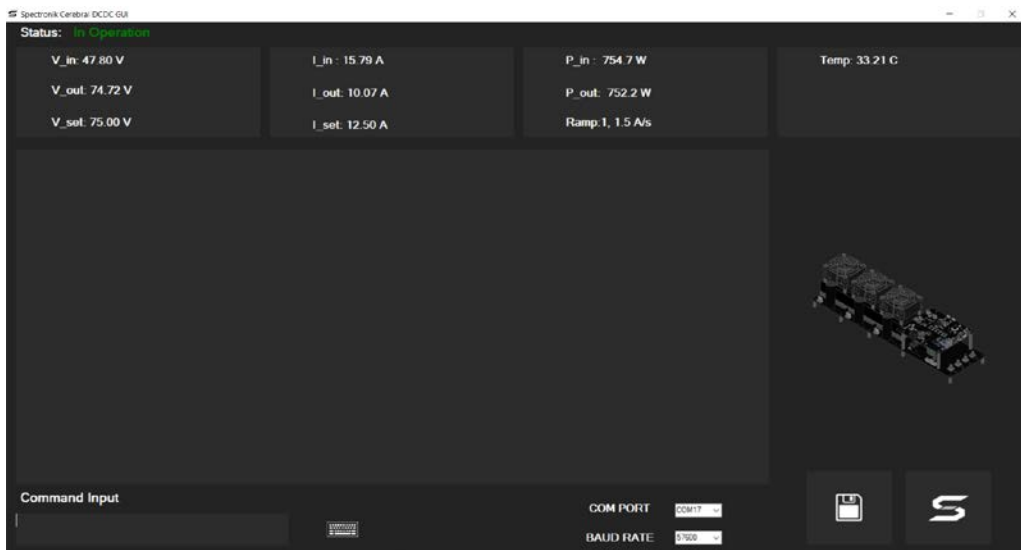 Spectronik Cerebral DCDC GUI
Status: In Operation
V_in: 47.80 V
I_in : 15.79 A
P_in : 754.7 W
Temp: 33.21 C
V_out: 74.72 V
I_out: 10.07 A
P_out: 752.2 W
V_set: 75.00 V
I_set: 12.50 A
Ramp:1, 1.5 A/s
Command Input
COM PORT COM17
BAUD RATE 57600